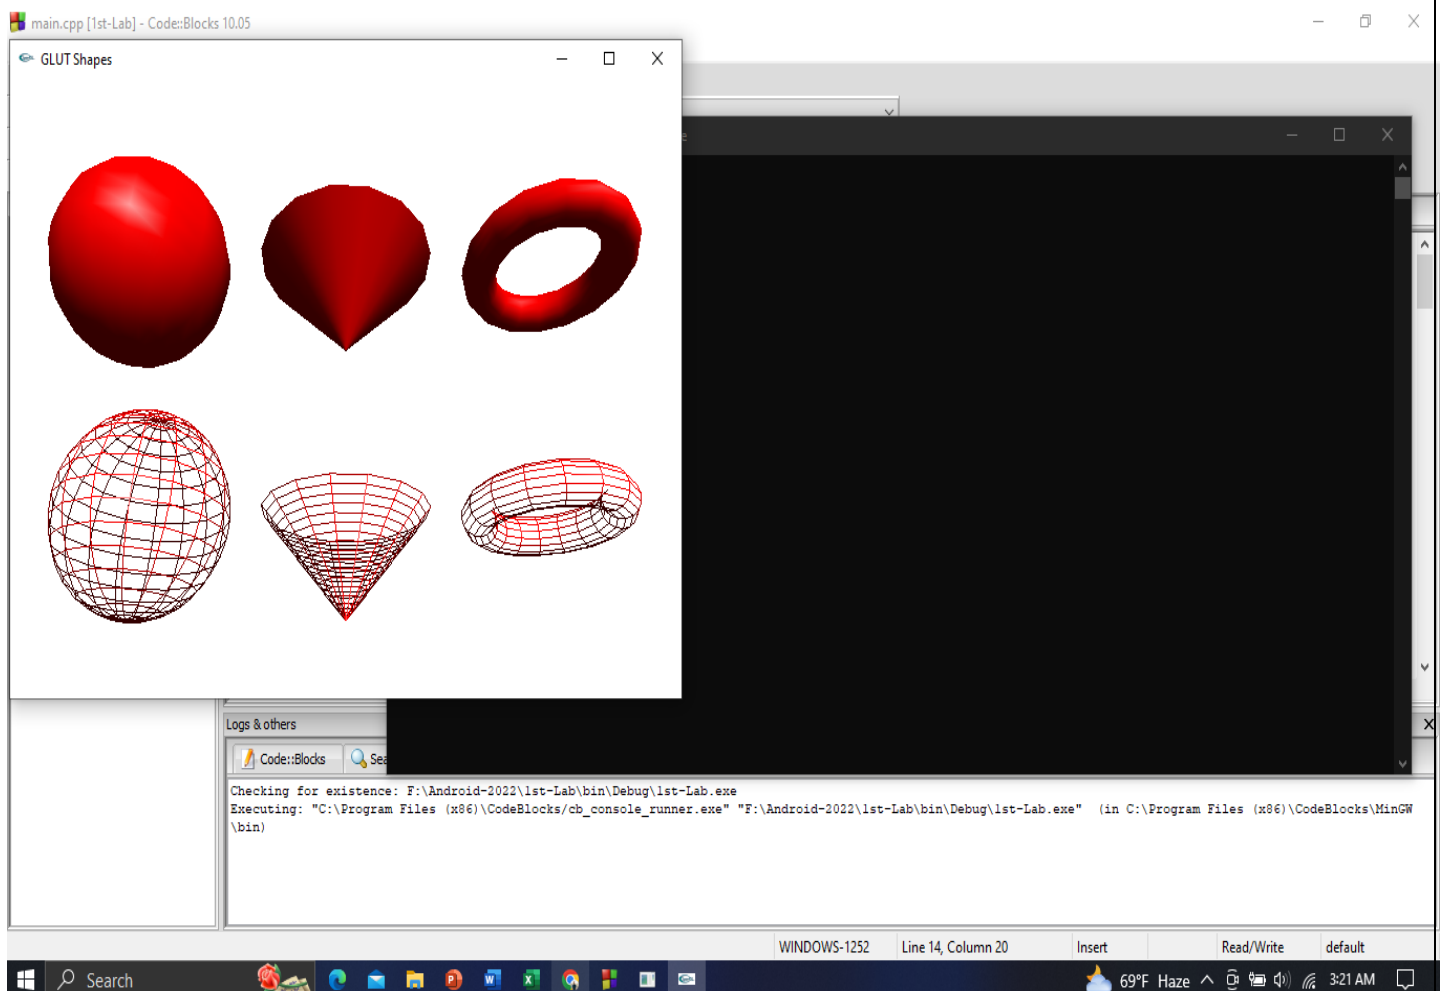 main.cpp [1st-Lab] - Code::Blocks 10.05
GLUT Shapes
Logs & others
Code::Blocks
Sea
Checking for existence: F:\Android-2022\1st-Lab\bin\Debug\1st-Lab.exe
Executing: "C:\Program Files (x86)\CodeBlocks/cb_console_runner.exe" "F:\Android-2022\1st-Lab\bin\Debug\1st-Lab.exe"  (in C:\Program Files (x86)\CodeBlocks\MinGW
\bin)
WINDOWS-1252 Line 14, Column 20 Insert Read/Write default
Search 69°F Haze 3:21 AM